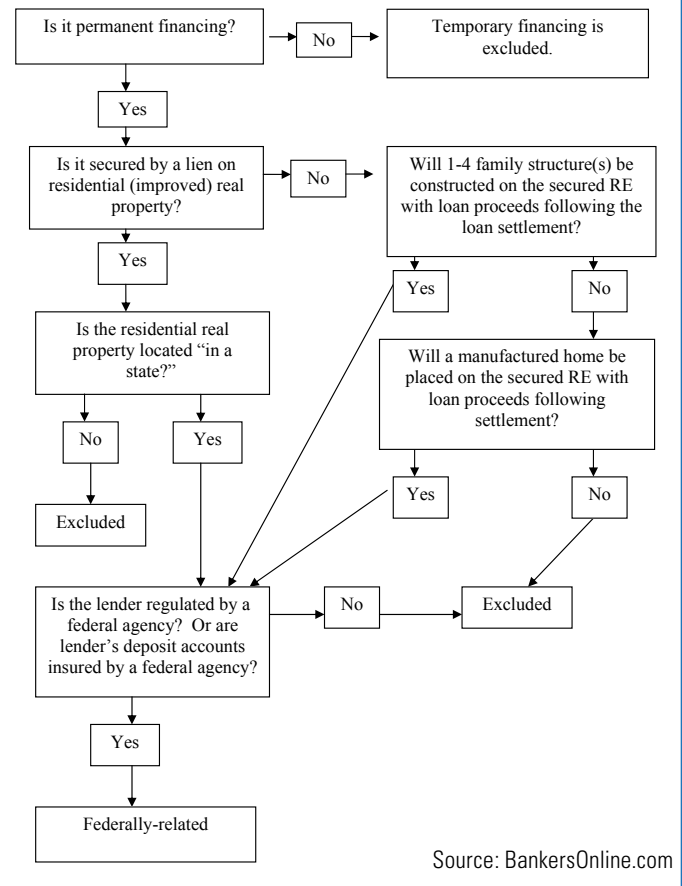 Is it permanent financing?
No
Temporary financing is
excluded.
Yes
Is it secured by a lien on
residential (improved) real
property?
No
Will 1-4 family structure(s) be
constructed on the secured RE
with loan proceeds following the
loan settlement?
Yes
Yes
No
Is the residential real
property located “in a
state?”
Will a manufactured home be
placed on the secured RE with
loan proceeds following
settlement?
No
Yes
Yes
No
Excluded
Is the lender regulated by a
federal agency? Or are
lender’s deposit accounts
insured by a federal agency?
No
Excluded
Yes
Federally-related
Source: BankersOnline.com